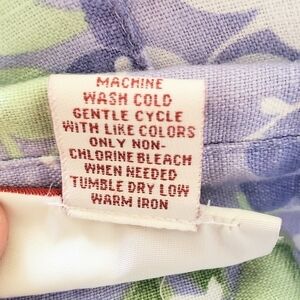 MACHINE
WASH COLD
GENTLE CYCLE
WITH LIKE COLORS
ONLY NON-
CHLORINE BLEACH
WHEN NEEDED
TUMBLE DRY LOW
WARM IRON